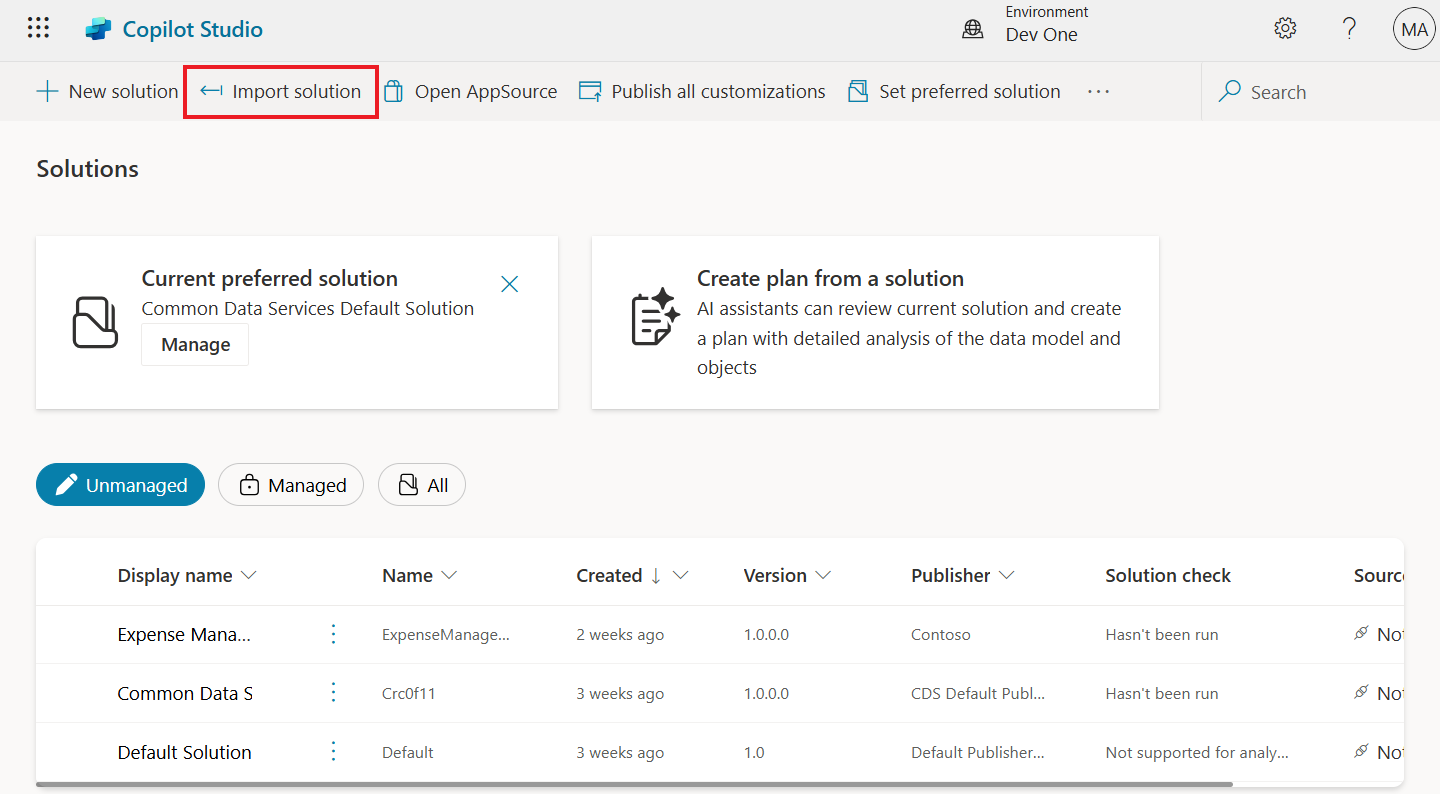 Copilot Studio
Environment
Dev One
MA
New solution
Import solution
Open AppSource
Publish all customizations
Set preferred solution
Search
Solutions
Current preferred solution
Common Data Services Default Solution
Manage
Create plan from a solution
AI assistants can review current solution and create
a plan with detailed analysis of the data model and
objects
Unmanaged
Managed
All
Display name Name Created Version Publisher Solution check Sourc
Expense Mana... ExpenseManage... 2 weeks ago 1.0.0.0 Contoso Hasn't been run Not
Common Data S Crc0f11 3 weeks ago 1.0.0.0 CDS Default Publ... Hasn't been run Not
Default Solution Default 3 weeks ago 1.0 Default Publisher... Not supported for analy... Not